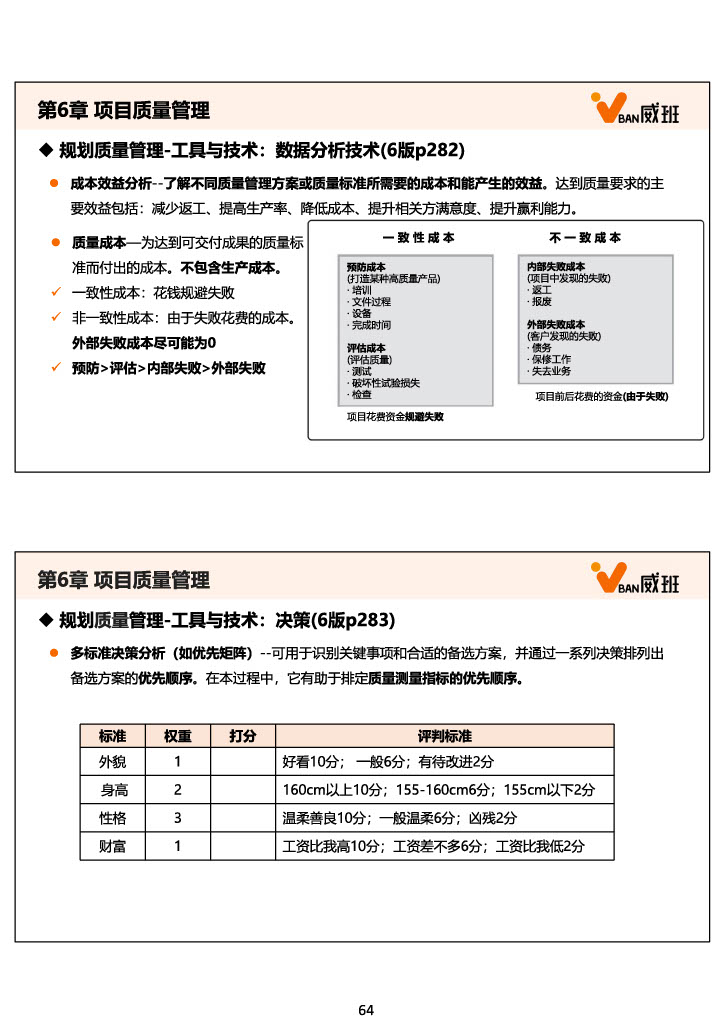 第6章 项目质量管理
VBAN威班
◆ 规划质量管理-工具与技术：数据分析技术(6版p282)
● 成本效益分析--了解不同质量管理方案或质量标准所需要的成本和能产生的效益。达到质量要求的主
要效益包括：减少返工、提高生产率、降低成本、提升相关方满意度、提升赢利能力。
● 质量成本—为达到可交付成果的质量标
准而付出的成本。不包含生产成本。
✓ 一致性成本：花钱规避失败
✓ 非一致性成本：由于失败花费的成本。
外部失败成本尽可能为0
✓ 预防>评估>内部失败>外部失败
一致性成本
预防成本
(打造某种高质量产品)
· 培训
· 文件过程
· 设备
· 完成时间
评估成本
(评估质量)
· 测试
· 破坏性试验损失
· 检查
项目花费资金规避失败
不一致成本
内部失败成本
(项目中发现的失败)
· 返工
· 报废
外部失败成本
(客户发现的失败)
· 债务
· 保修工作
· 失去业务
项目前后花费的资金(由于失败)
第6章 项目质量管理
VBAN威班
◆ 规划质量管理-工具与技术：决策(6版p283)
● 多标准决策分析（如优先矩阵）--可用于识别关键事项和合适的备选方案，并通过一系列决策排列出
备选方案的优先顺序。在本过程中，它有助于排定质量测量指标的优先顺序。
标准 权重 打分 评判标准
外貌 1 好看10分； 一般6分；有待改进2分
身高 2 160cm以上10分；155-160cm6分；155cm以下2分
性格 3 温柔善良10分；一般温柔6分；凶残2分
财富 1 工资比我高10分；工资差不多6分；工资比我低2分
64